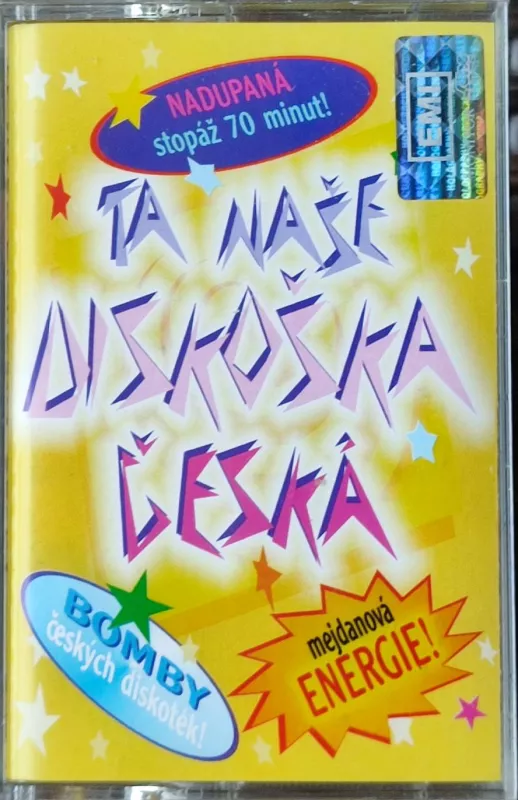 NADUPANÁ
stopáž 70 minut!
EMI
TA NAŠE
DISKOŠKA
ČESKÁ
BOMBY
českých diskoték!
mejdanová
ENERGIE!